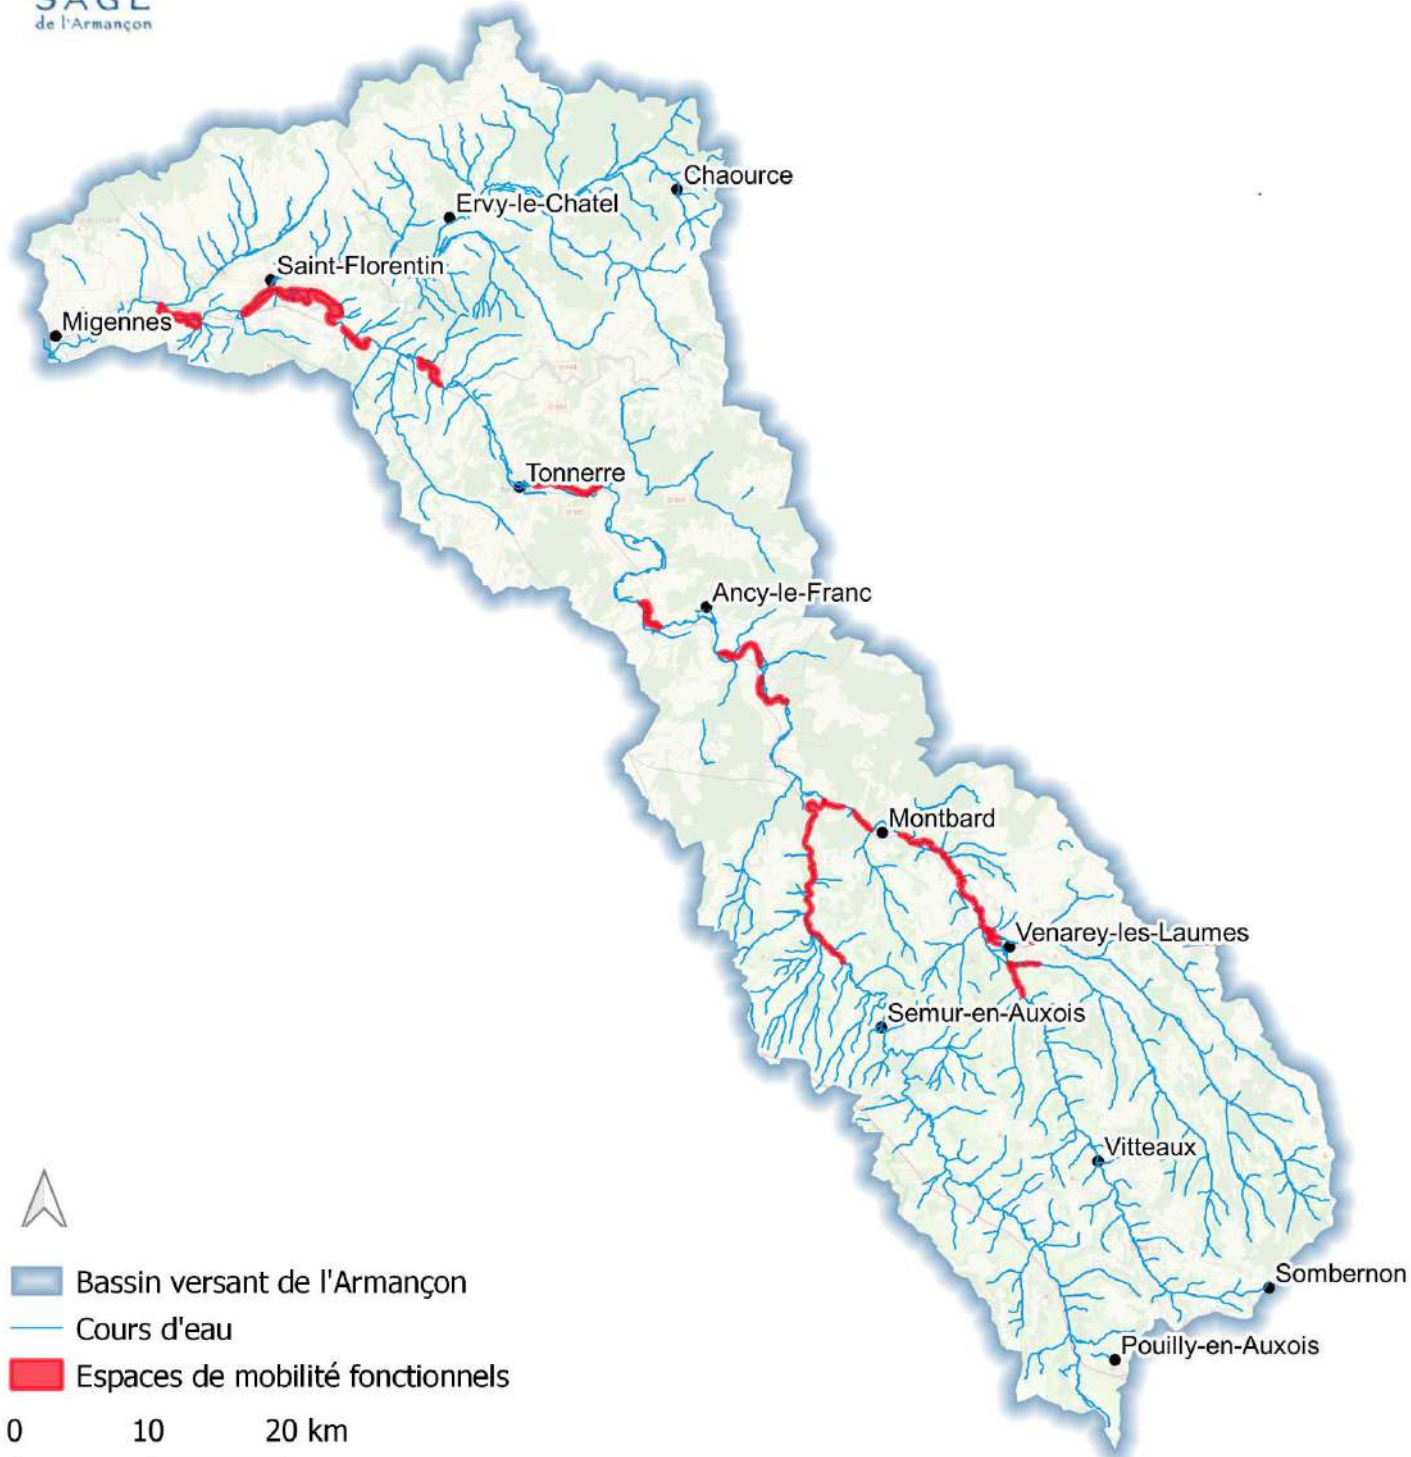 SAGE
de l'Armançon
Chaource
Ervy-le-Chatel
Saint-Florentin
Migennes
Tonnerre
Ancy-le-Franc
Montbard
Venarey-les-Laumes
Semur-en-Auxois
Vitteaux
Sombernon
Pouilly-en-Auxois
Bassin versant de l'Armançon
Cours d'eau
Espaces de mobilité fonctionnels
0 10 20 km